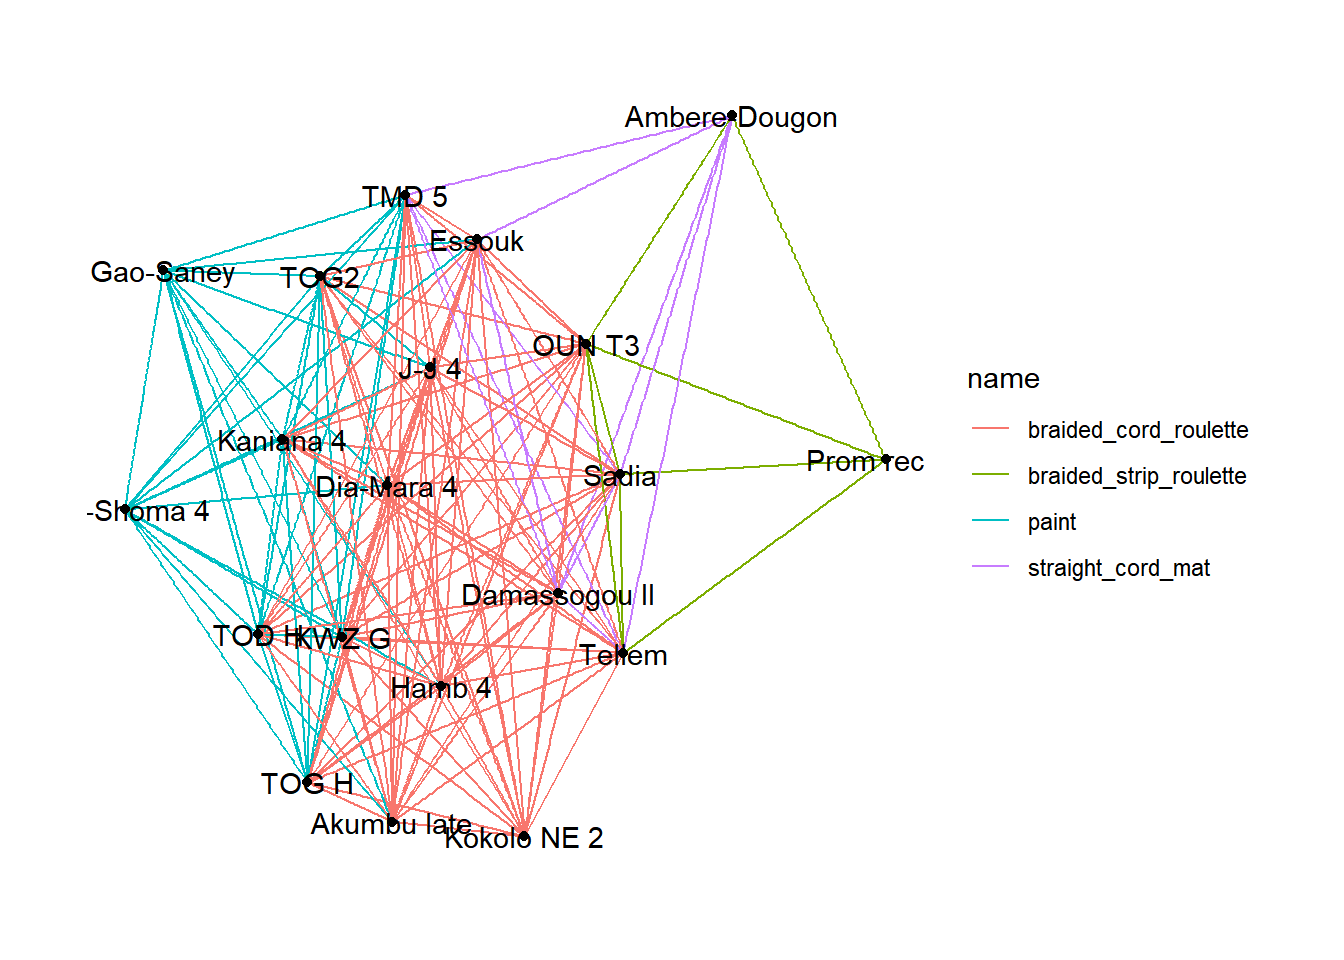 Ambere-Dougon
TMD 5
Essouk
Gao-Saney
TOG2
OUN T3
J-J 4
Kaniana 4
Prom rec
Sadia
Dia-Mara 4
-Shoma 4
Damassogou II
TOD H
KWZ G
Tellem
Hamb 4
TOG H
Akumbu late
Kokolo NE 2
name
braided_cord_roulette
braided_strip_roulette
paint
straight_cord_mat